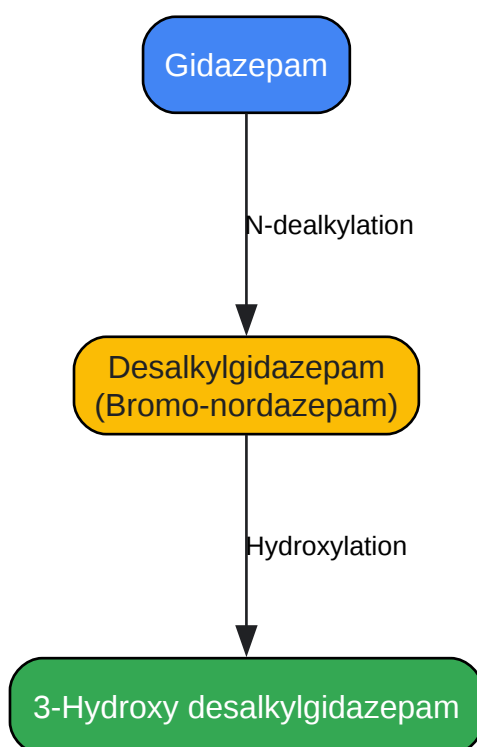 Gidazepam
N-dealkylation
Desalkylgidazepam
(Bromo-nordazepam)
Hydroxylation
3-Hydroxy desalkylgidazepam